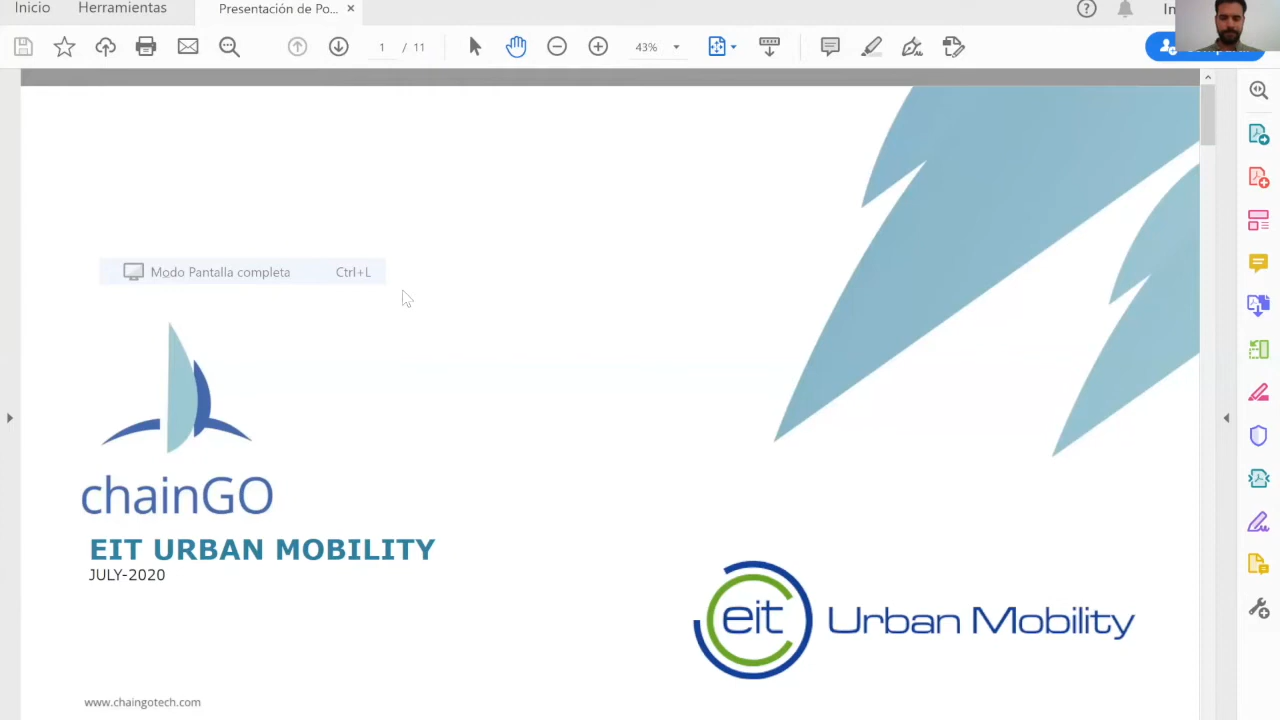 Inicio
Herramientas
Presentación de Po...
1 / 11
43%
Modo Pantalla completa
Ctrl+L
chainGO
EIT URBAN MOBILITY
JULY-2020
eit Urban Mobility
www.chaingotech.com